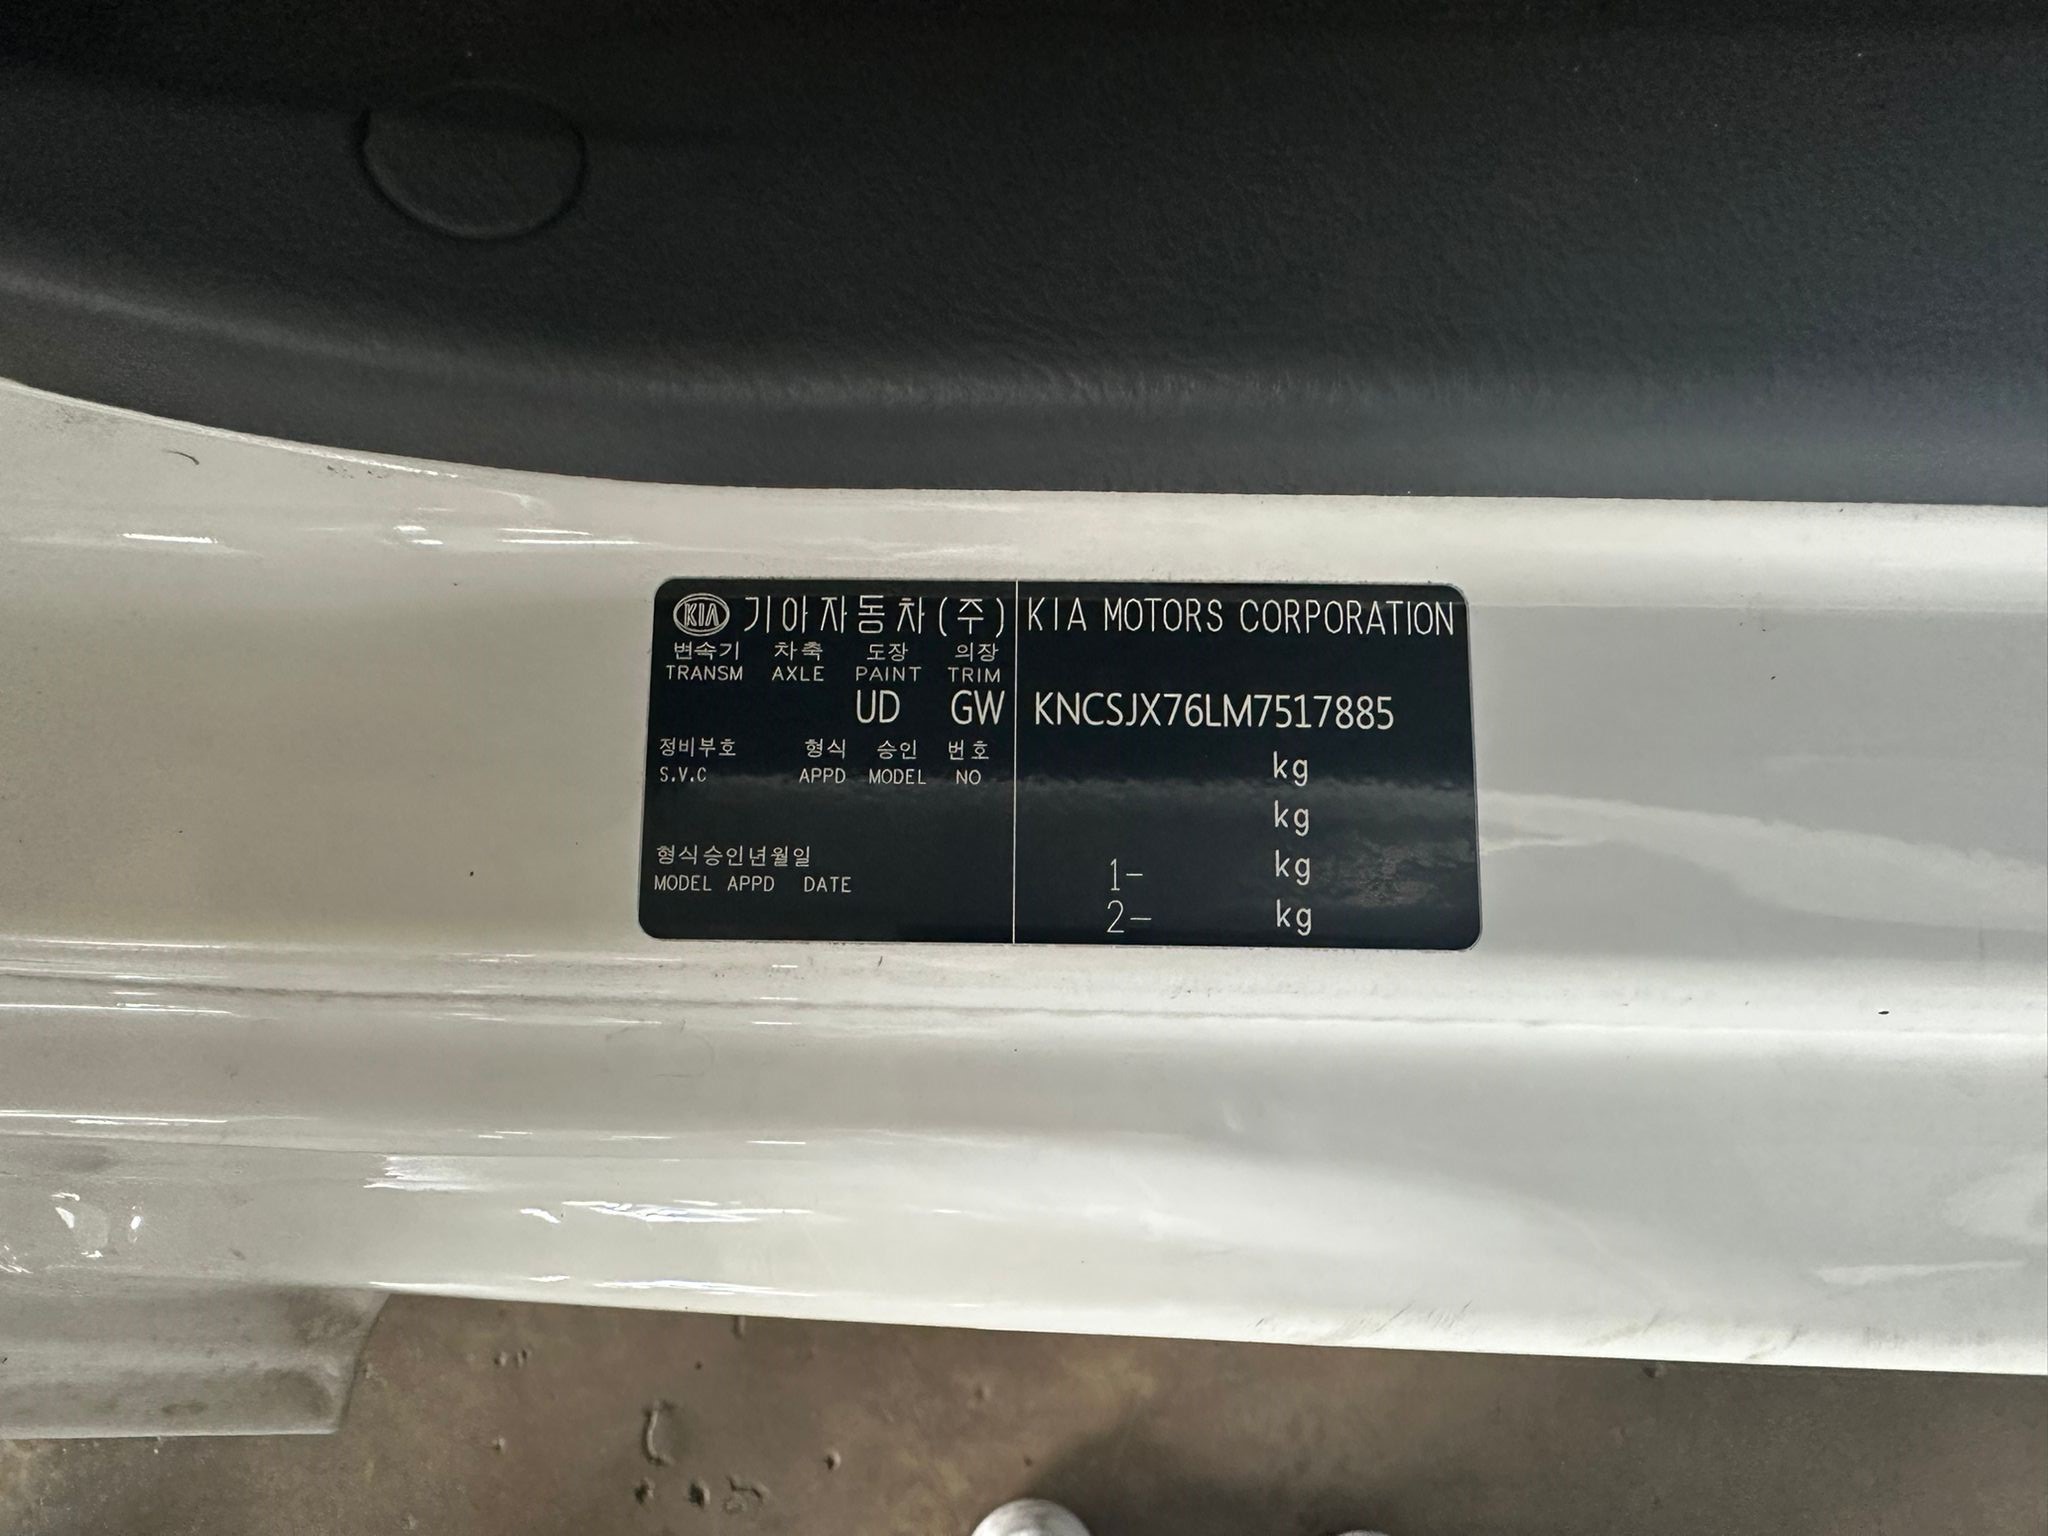 KIA 기아자동차(주) KIA MOTORS CORPORATION
변속기 차축 도장 의장
TRANSM AXLE PAINT TRIM
UD GW KNCSJX76LM7517885
정비부호 형식 승인 번호
S.V.C APPD MODEL NO
kg
kg
형식승인년월일
MODEL APPD DATE
1- kg
2- kg